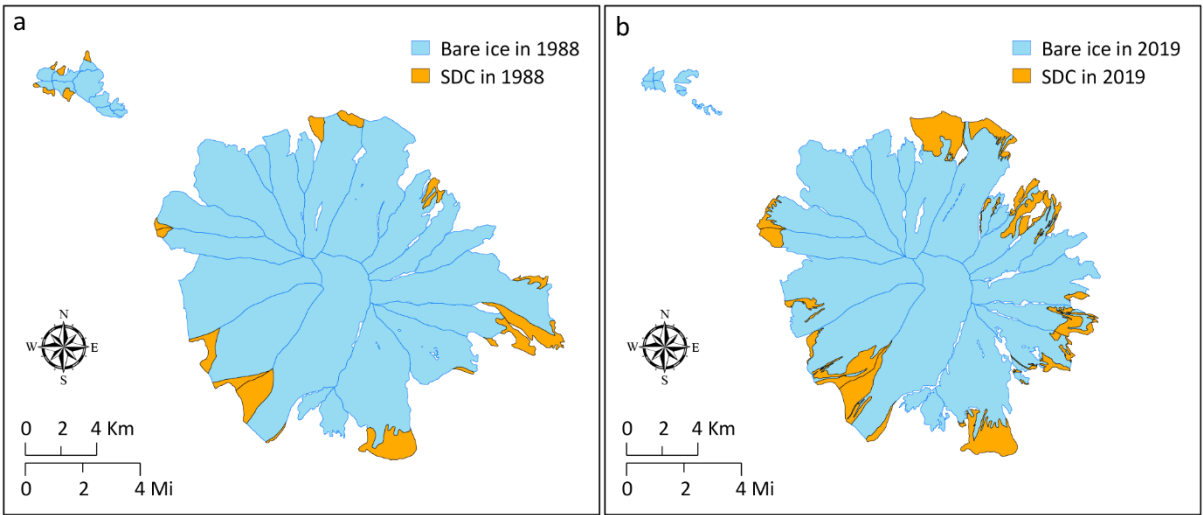 a
Bare ice in 1988
SDC in 1988
N
W E
S
0 2 4 Km
0 2 4 Mi
b
Bare ice in 2019
SDC in 2019
N
W E
S
0 2 4 Km
0 2 4 Mi